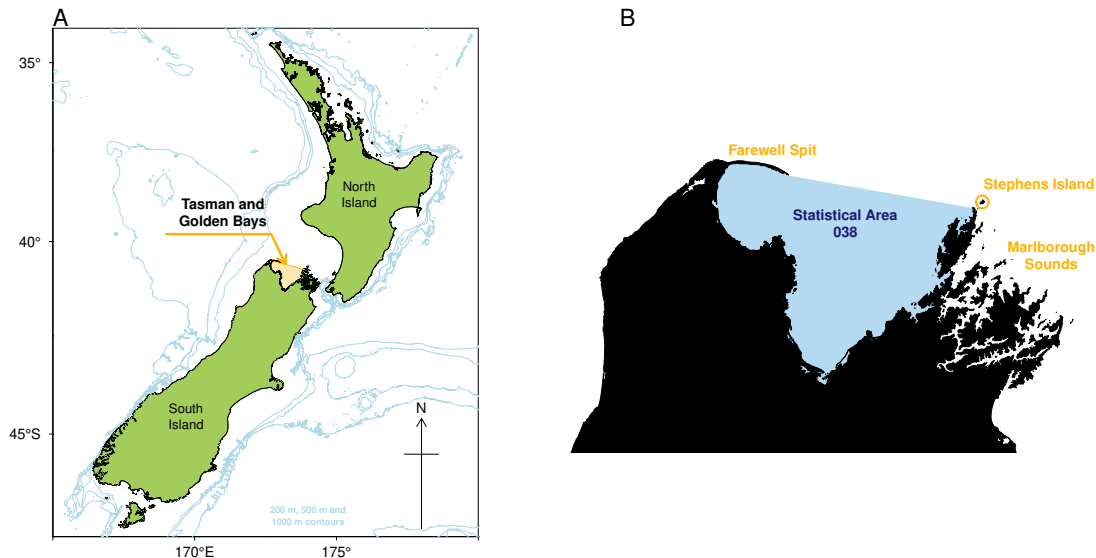 A
35°
40°
45°S
170°E
175°
Tasman and
Golden Bays
North
Island
South
Island
N
200 m, 500 m and
1000 m contours
B
Farewell Spit
Stephens Island
Statistical Area
038
Marlborough
Sounds